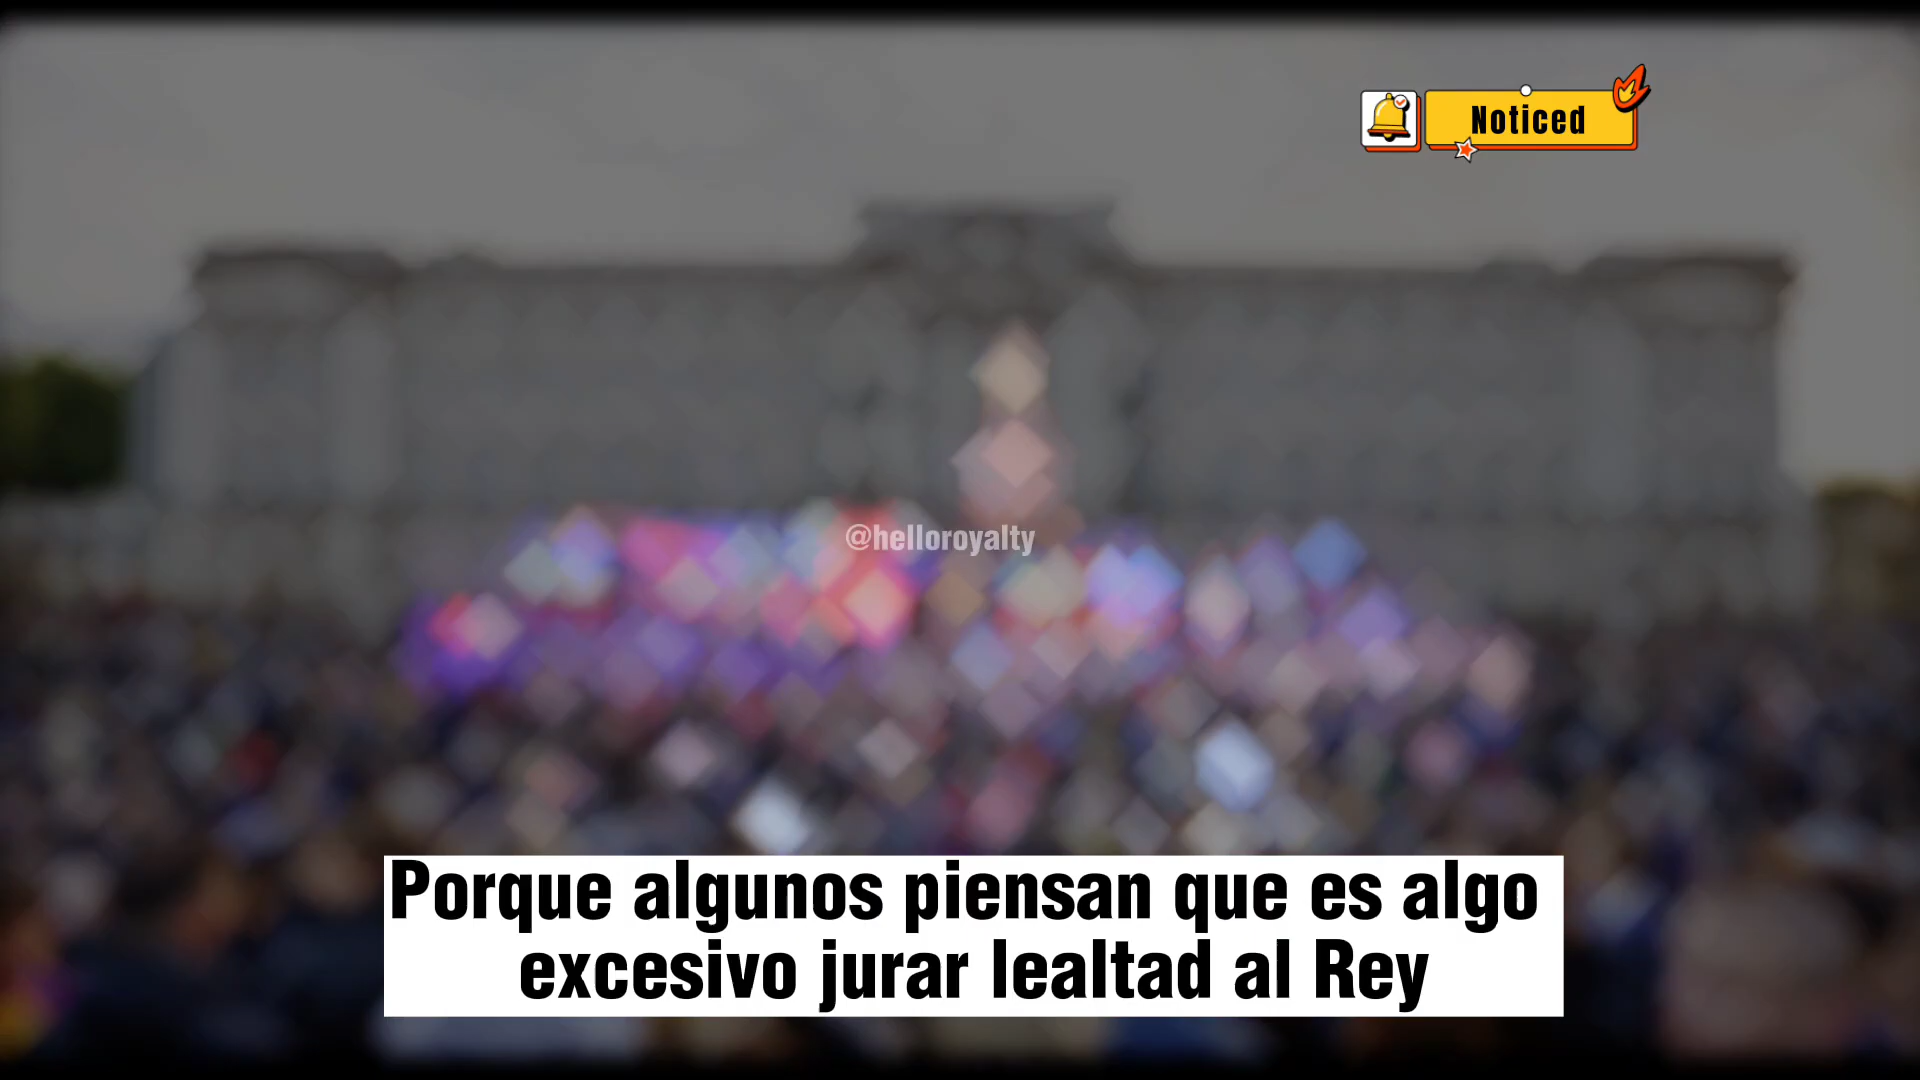 Noticed
@helloroyalty
Porque algunos piensan que es algo
excesivo jurar lealtad al Rey